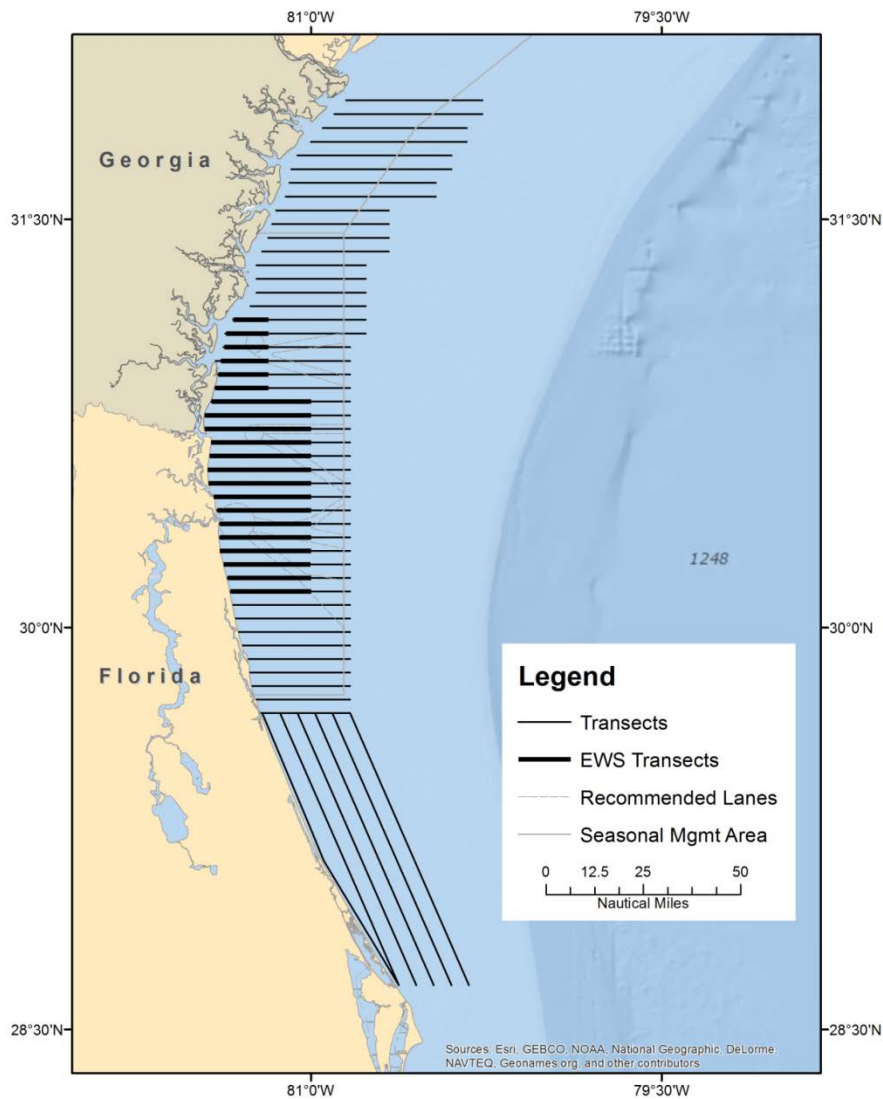 81°0'W 79°30'W
Georgia
31°30'N 31°30'N
1248
30°0'N 30°0'N
Florida
Legend
Transects
EWS Transects
Recommended Lanes
Seasonal Mgmt Area
0 12.5 25 50
Nautical Miles
28°30'N 28°30'N
Sources: Esri, GEBCO, NOAA, National Geographic, DeLorme,
NAVTEQ, Geonames.org, and other contributors
81°0'W 79°30'W